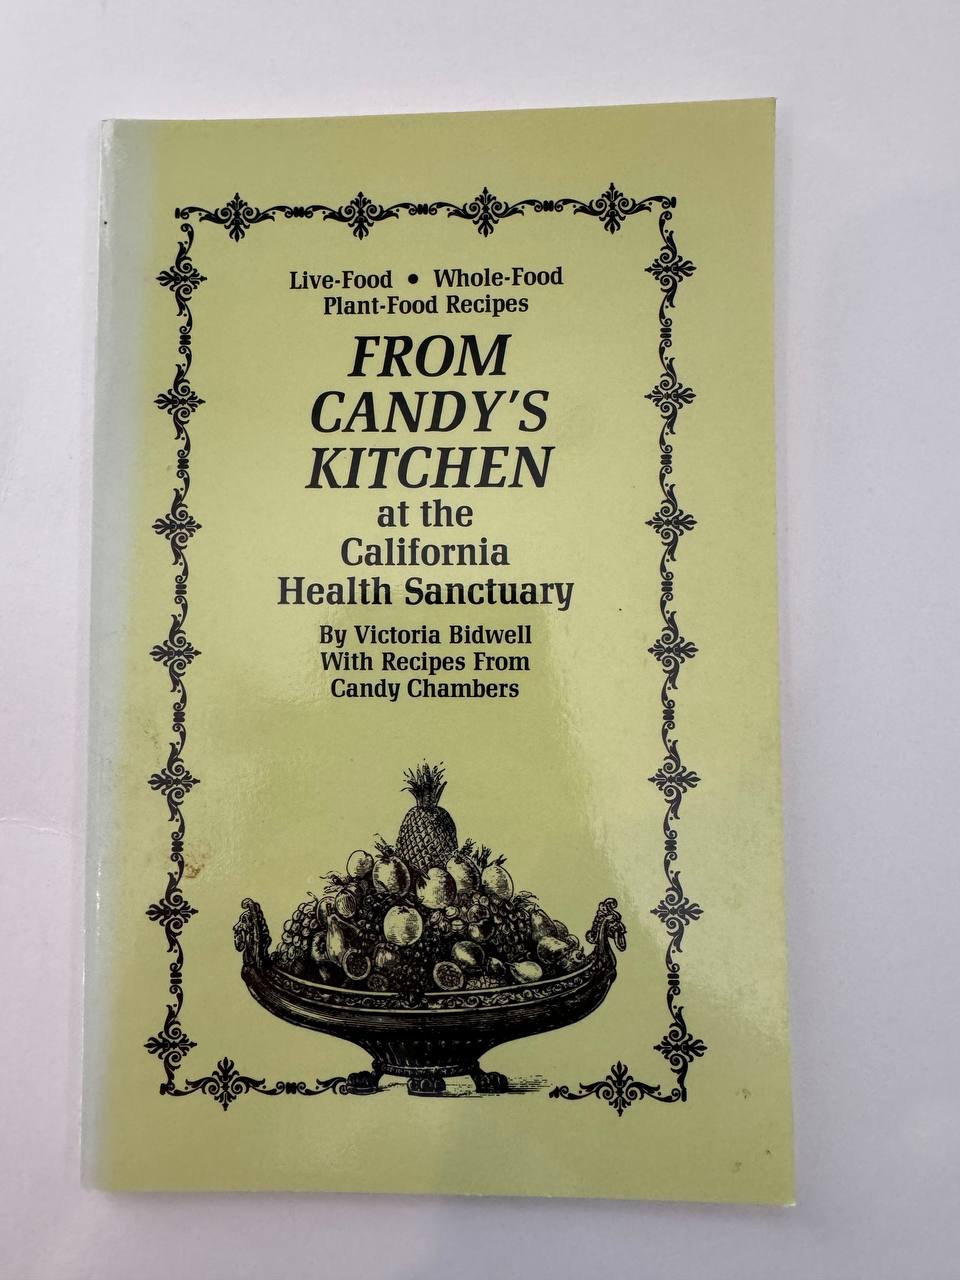 Live-Food • Whole-Food
Plant-Food Recipes
FROM
CANDY'S
KITCHEN
at the
California
Health Sanctuary
By Victoria Bidwell
With Recipes From
Candy Chambers